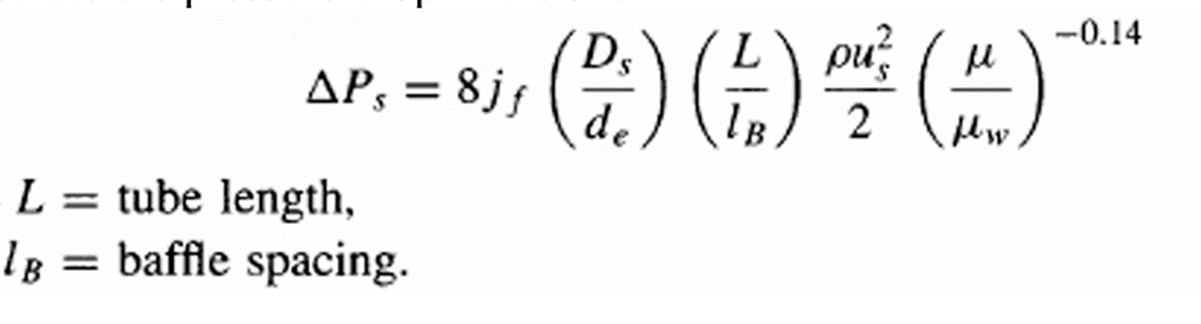 ΔP_s = 8j_f (D_s/d_e) (L/l_B) ρu_s^2/2 (μ/μ_w)^−0.14
L = tube length,
l_B = baffle spacing.